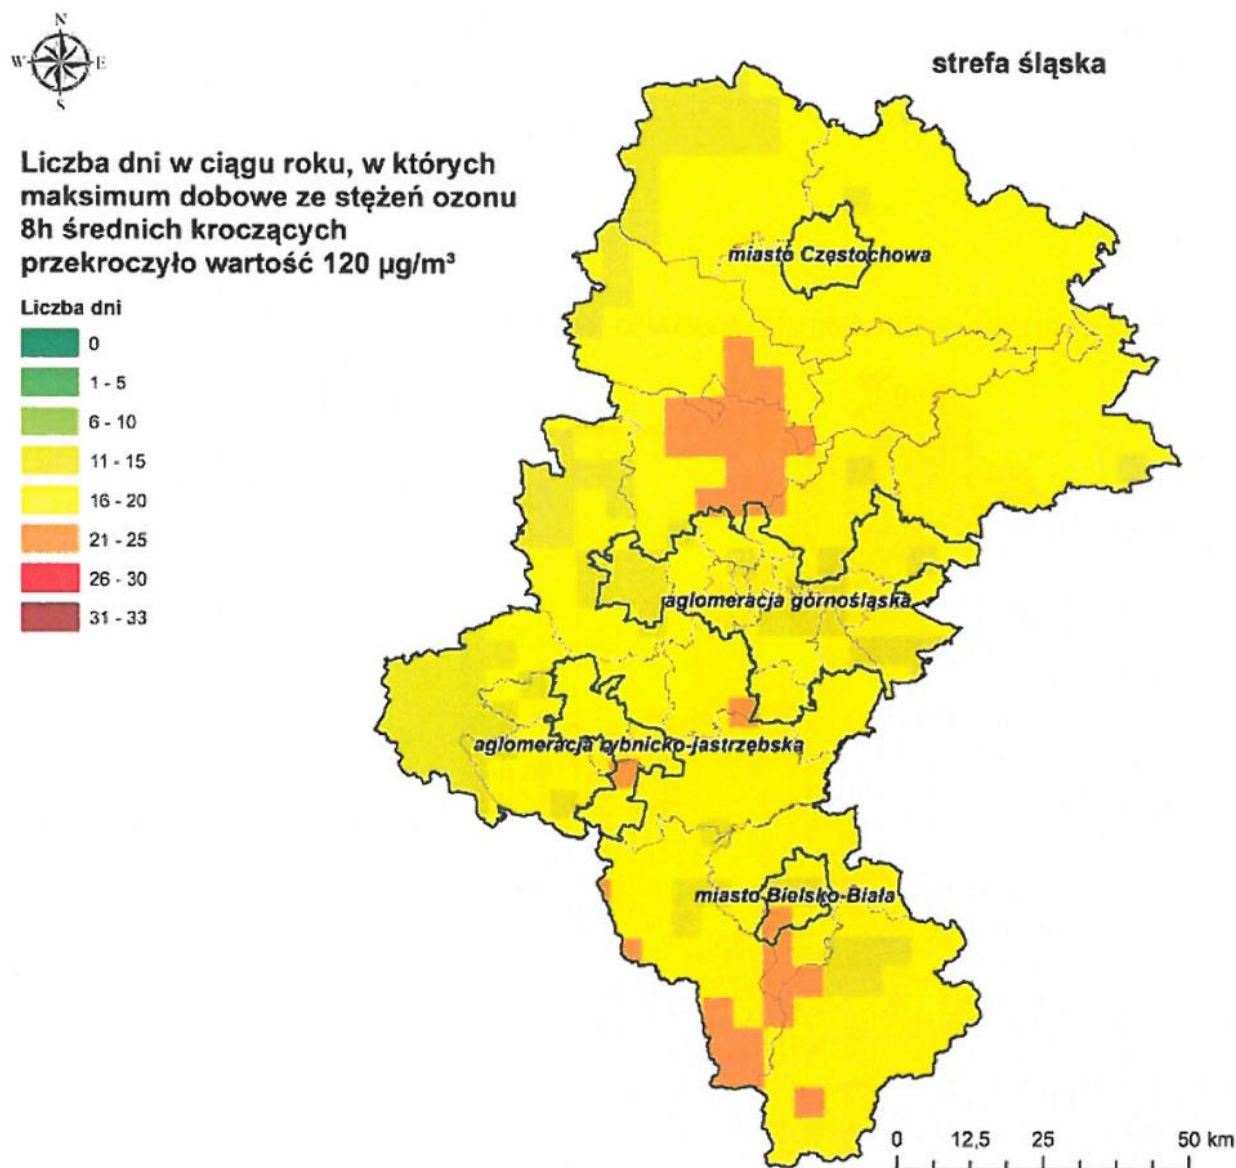 N
W E
S
strefa śląska
Liczba dni w ciągu roku, w których
maksimum dobowe ze stężeń ozonu
8h średnich kroczących
przekroczyło wartość 120 µg/m³
Liczba dni
0
1 - 5
6 - 10
11 - 15
16 - 20
21 - 25
26 - 30
31 - 33
miasto Częstochowa
aglomeracja górnośląska
aglomeracja rybnicko-jastrzębska
miasto Bielsko-Biała
0 12,5 25 50 km